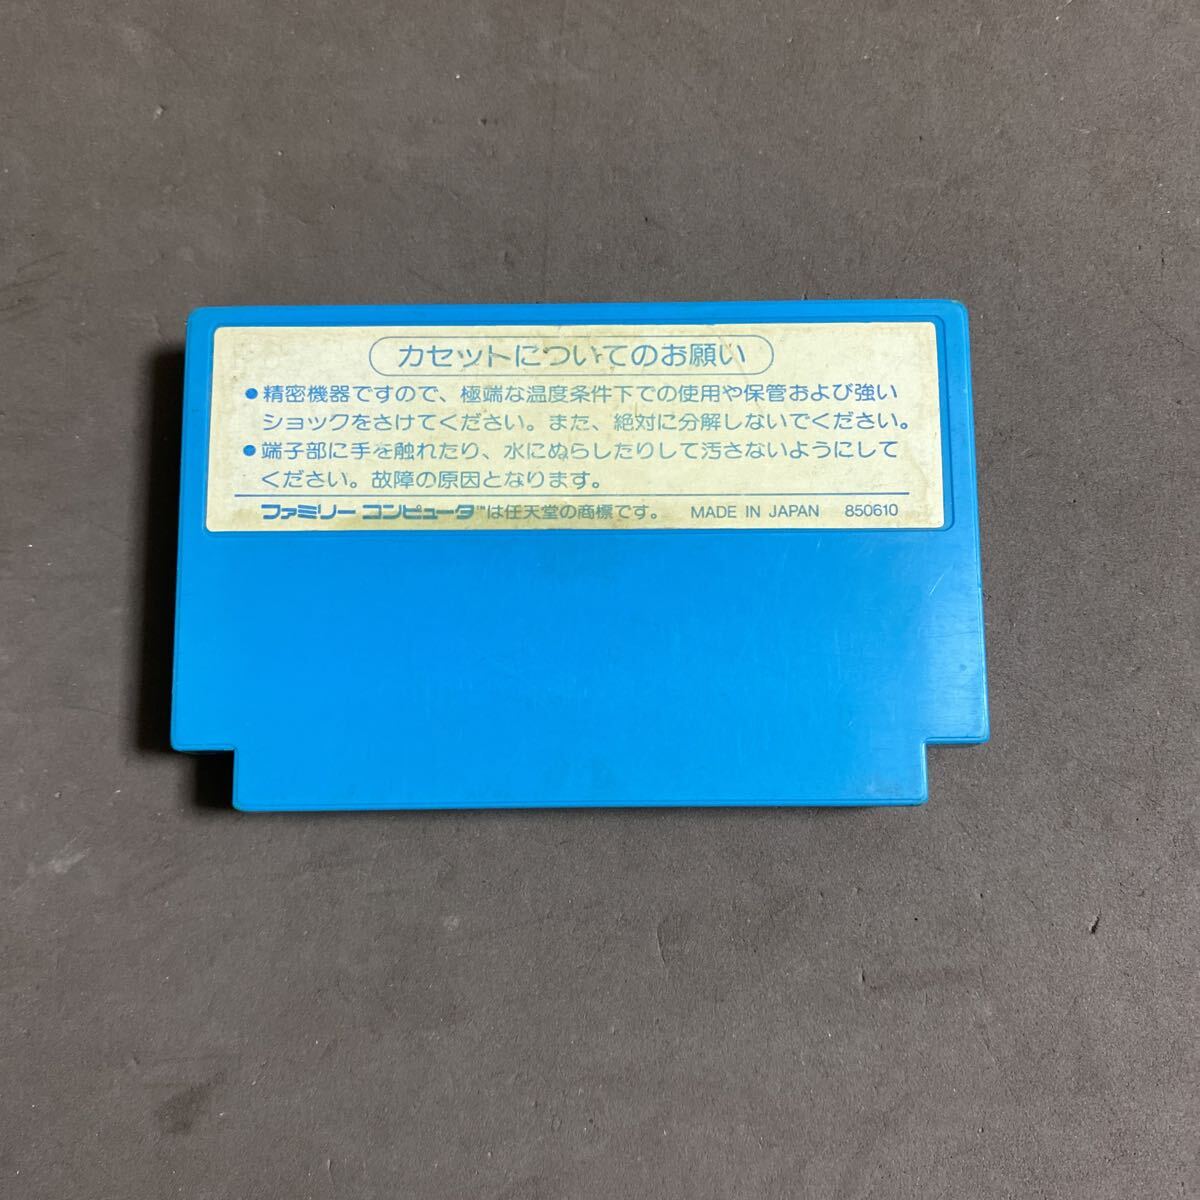 カセットについてのお願い
●精密機器ですので、極端な温度条件下での使用や保管および強い
ショックをさけてください。また、絶対に分解しないでください。
●端子部に手を触れたり、水にぬらしたりして汚さないようにして
ください。故障の原因となります。
ファミリー コンピュータ™は任天堂の商標です。 MADE IN JAPAN 850610